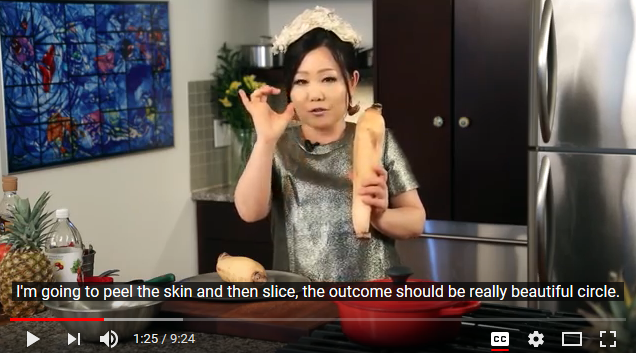 I'm going to peel the skin and then slice, the outcome should be really beautiful circle.
1:25 / 9:24
CC